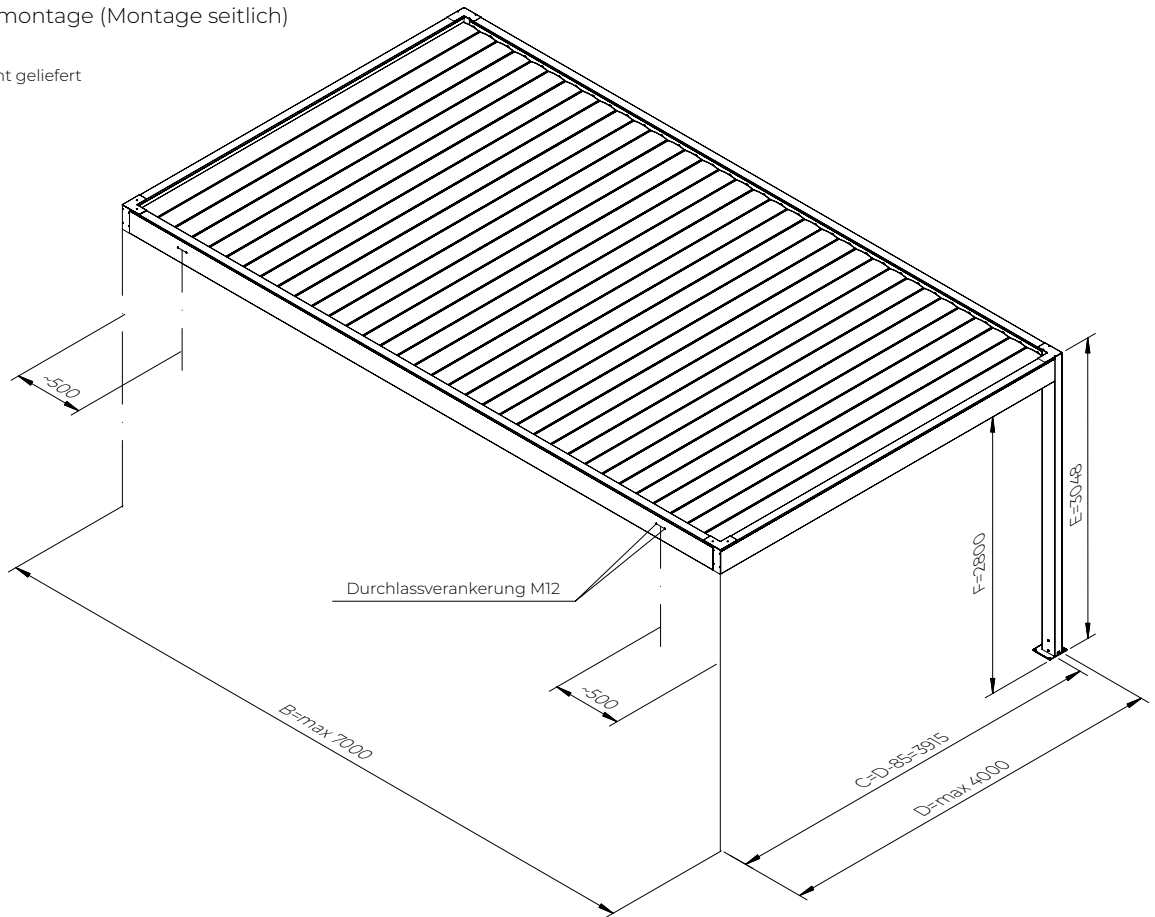 montage (Montage seitlich)
nt geliefert
~500
E=3048
F=2800
Durchlassverankerung M12
~500
B=max 7000
C=D-85=3915
D=max 4000